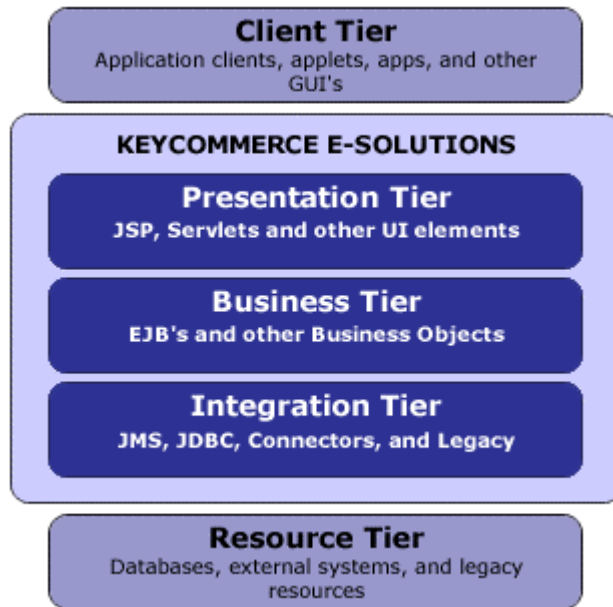 Client Tier
Application clients, applets, apps, and other
GUI's
KEYCOMMERCE E-SOLUTIONS
Presentation Tier
JSP, Servlets and other UI elements
Business Tier
EJB's and other Business Objects
Integration Tier
JMS, JDBC, Connectors, and Legacy
Resource Tier
Databases, external systems, and legacy
resources